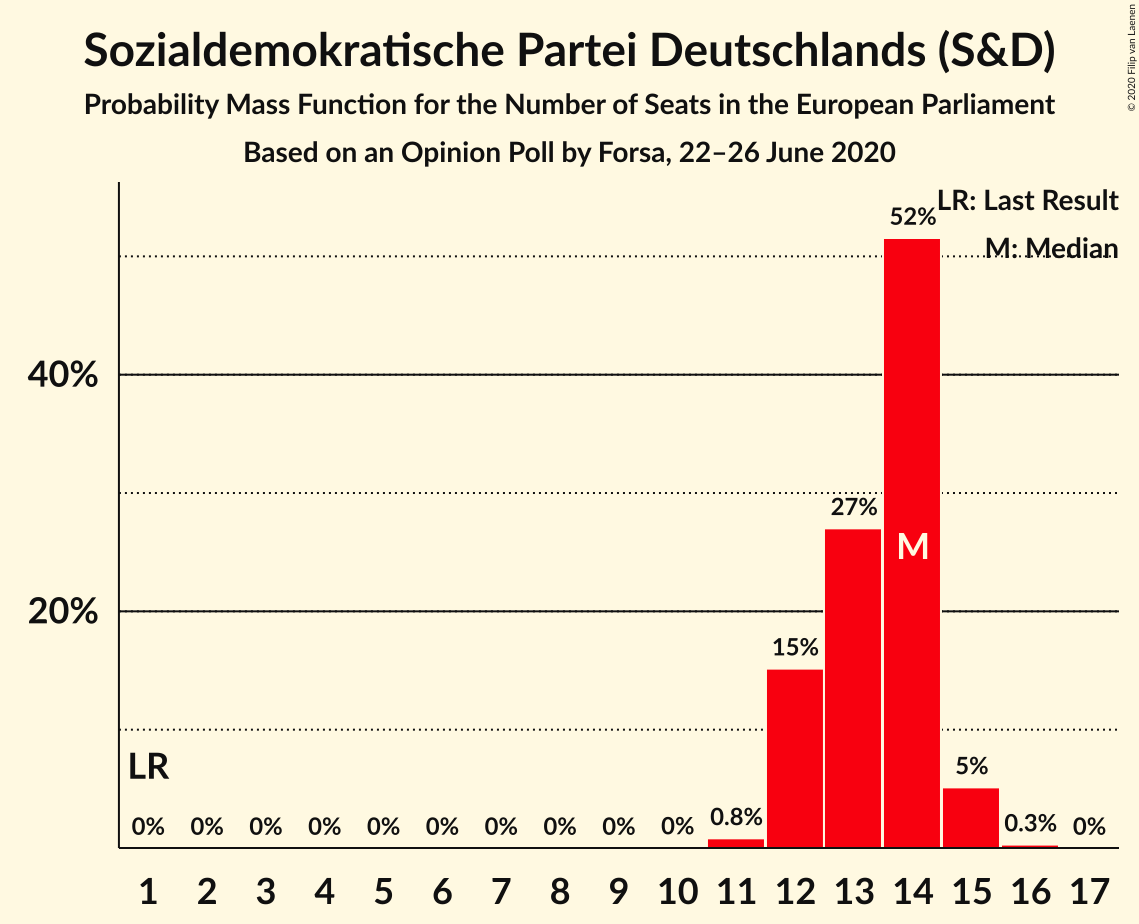 Sozialdemokratische Partei Deutschlands (S&D)
Probability Mass Function for the Number of Seats in the European Parliament
Based on an Opinion Poll by Forsa, 22–26 June 2020
© 2020 Filip van Laenen
LR: Last Result
M: Median
52%
40%
27%
M
20%
15%
LR
5%
0% 0% 0% 0% 0% 0% 0% 0% 0% 0% 0.8% 0.3% 0%
1 2 3 4 5 6 7 8 9 10 11 12 13 14 15 16 17